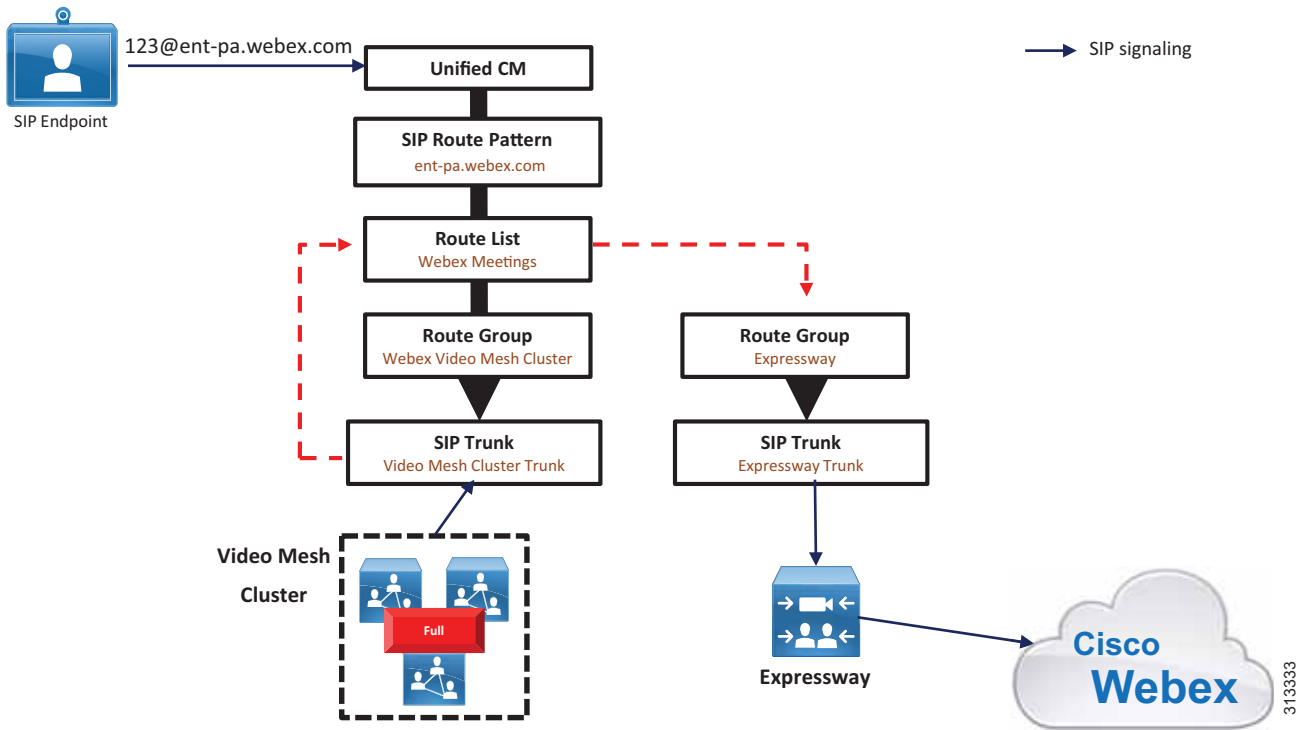 123@ent-pa.webex.com
SIP Endpoint
SIP signaling
Unified CM
SIP Route Pattern
ent-pa.webex.com
Route List
Webex Meetings
Route Group
Webex Video Mesh Cluster
Route Group
Expressway
SIP Trunk
Video Mesh Cluster Trunk
SIP Trunk
Expressway Trunk
Video Mesh
Cluster
Full
Expressway
Cisco
Webex
313333